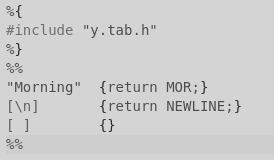 %{
#include "y.tab.h"
%}
%%
"Morning"  {return MOR;}
[\n]       {return NEWLINE;}
[ ]        {}
%%